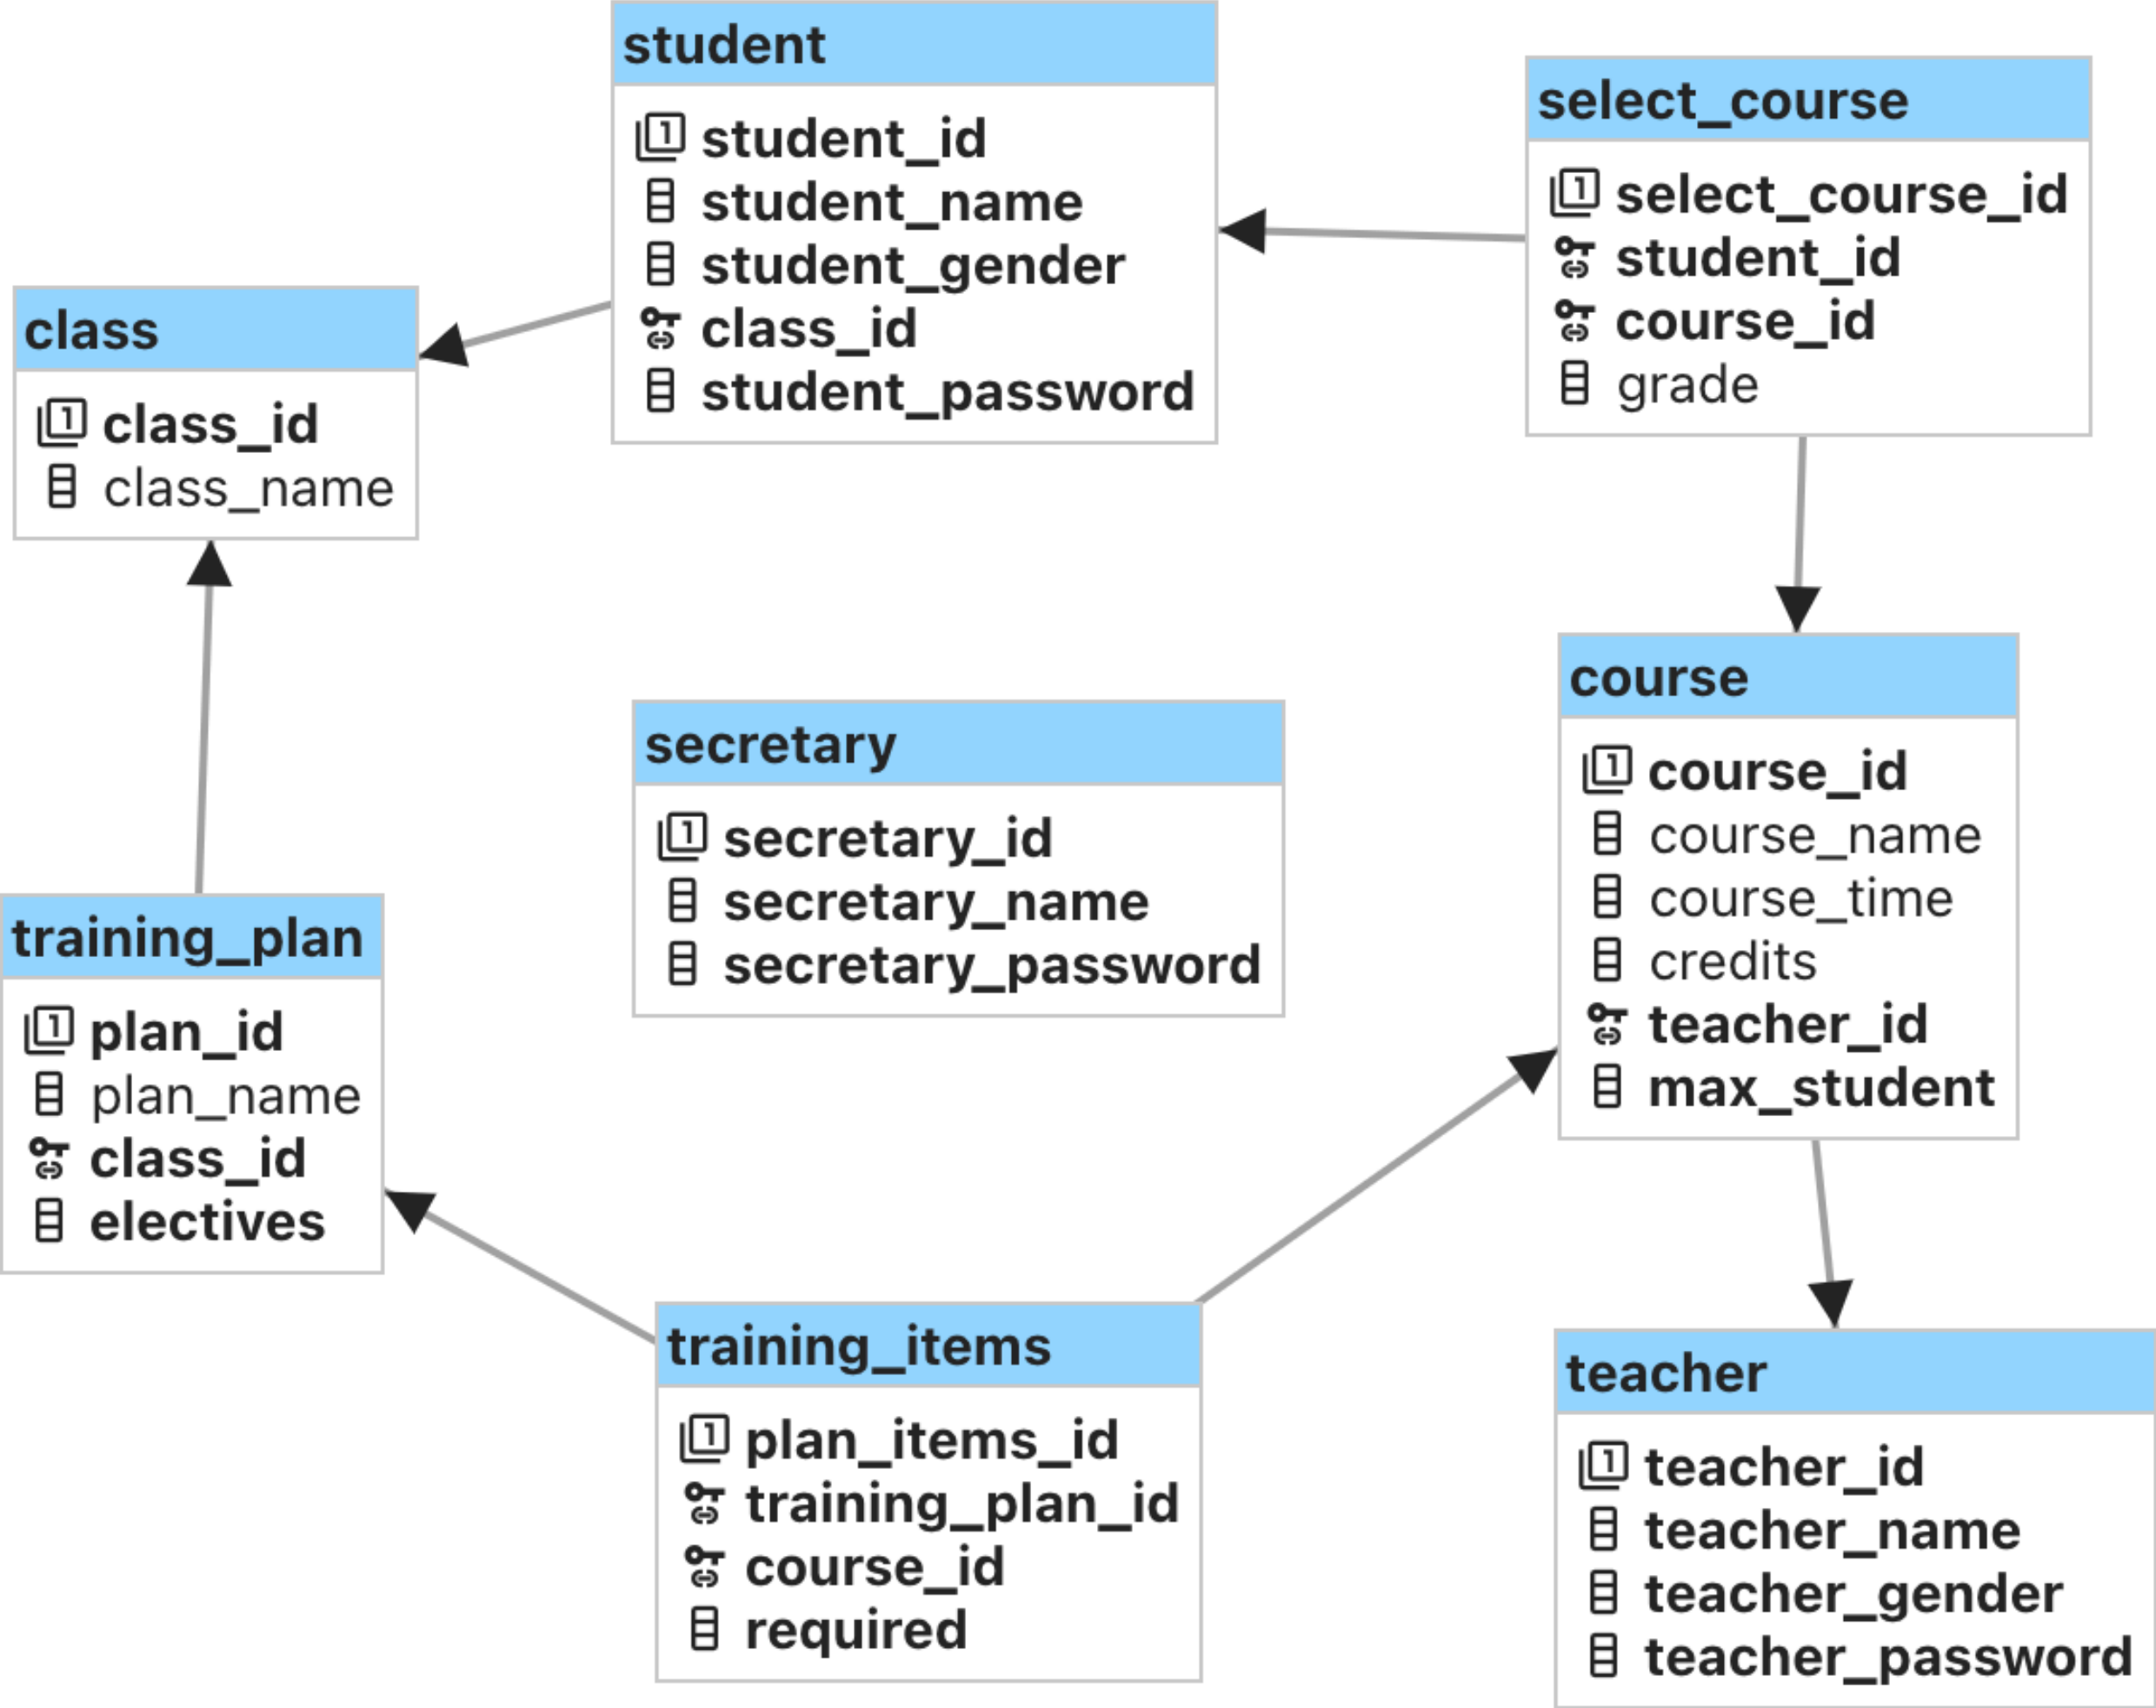 student
student_id
student_name
student_gender
class_id
student_password
select_course
select_course_id
student_id
course_id
grade
class
class_id
class_name
secretary
secretary_id
secretary_name
secretary_password
course
course_id
course_name
course_time
credits
teacher_id
max_student
training_plan
plan_id
plan_name
class_id
electives
training_items
plan_items_id
training_plan_id
course_id
required
teacher
teacher_id
teacher_name
teacher_gender
teacher_password